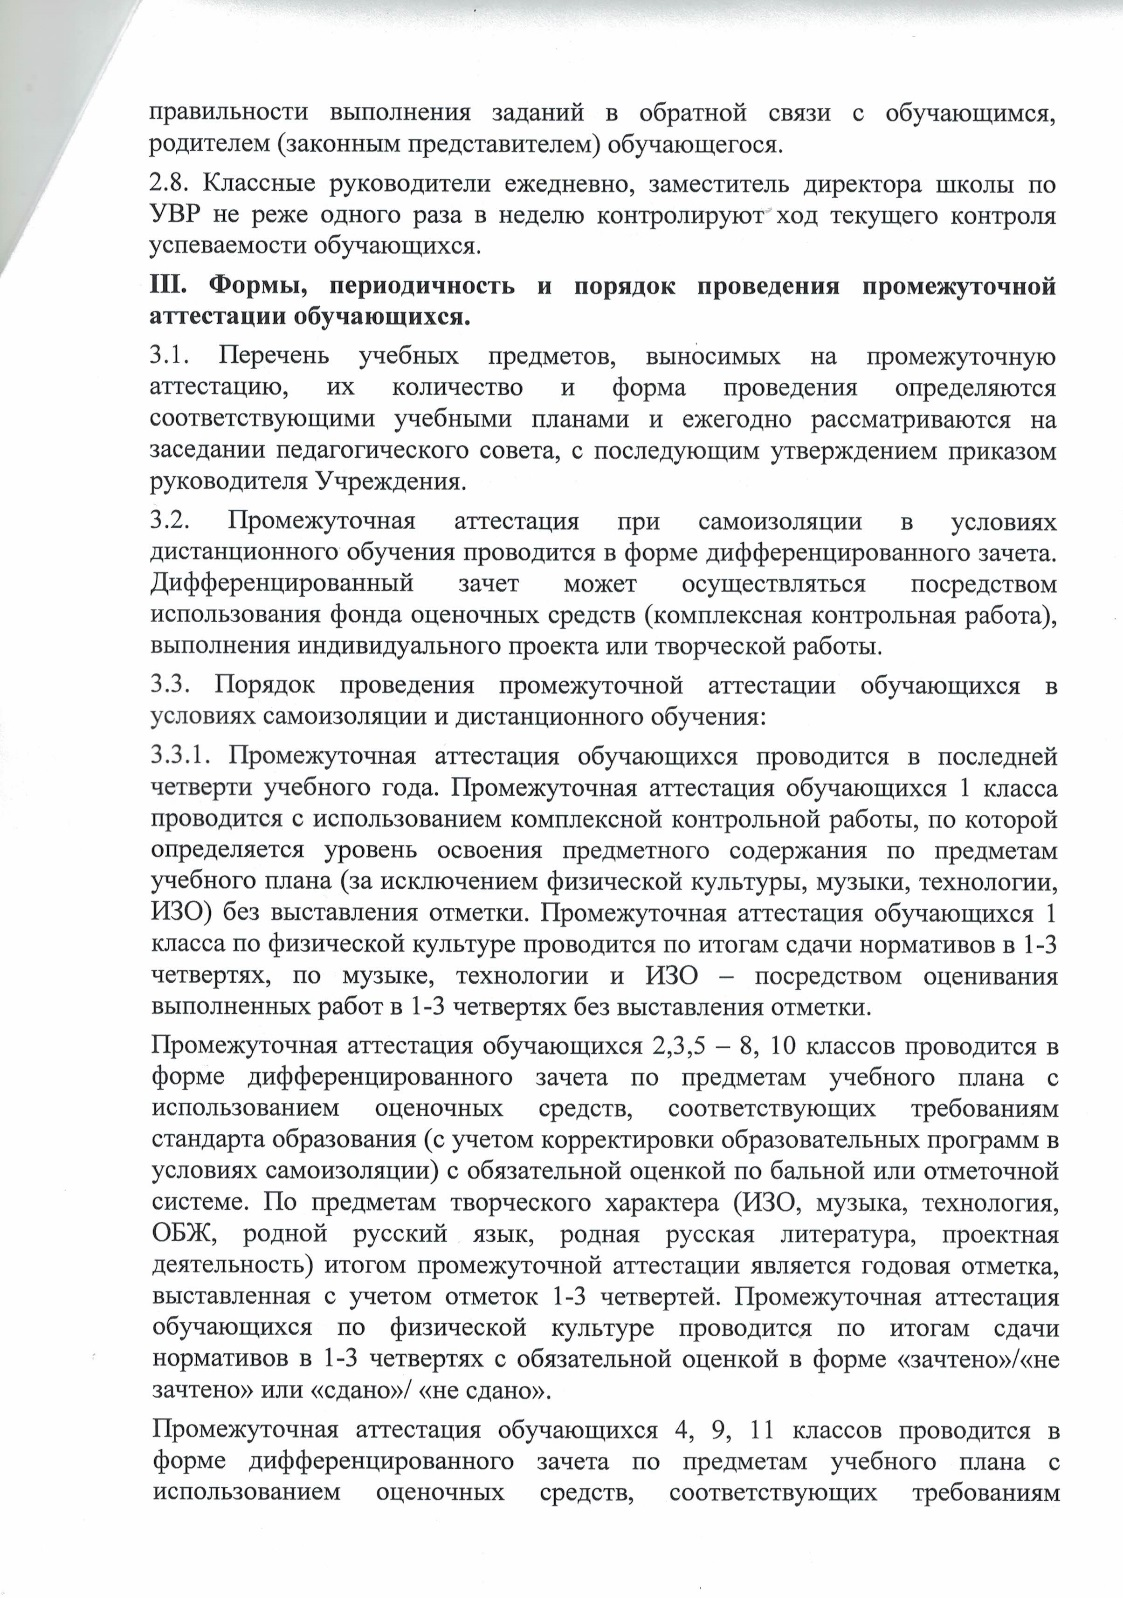 правильности выполнения заданий в обратной связи с обучающимся,
родителем (законным представителем) обучающегося.
2.8. Классные руководители ежедневно, заместитель директора школы по
УВР не реже одного раза в неделю контролируют ход текущего контроля
успеваемости обучающихся.
III. Формы, периодичность и порядок проведения промежуточной
аттестации обучающихся.
3.1. Перечень учебных предметов, выносимых на промежуточную
аттестацию, их количество и форма проведения определяются
соответствующими учебными планами и ежегодно рассматриваются на
заседании педагогического совета, с последующим утверждением приказом
руководителя Учреждения.
3.2. Промежуточная аттестация при самоизоляции в условиях
дистанционного обучения проводится в форме дифференцированного зачета.
Дифференцированный зачет может осуществляться посредством
использования фонда оценочных средств (комплексная контрольная работа),
выполнения индивидуального проекта или творческой работы.
3.3. Порядок проведения промежуточной аттестации обучающихся в
условиях самоизоляции и дистанционного обучения:
3.3.1. Промежуточная аттестация обучающихся проводится в последней
четверти учебного года. Промежуточная аттестация обучающихся 1 класса
проводится с использованием комплексной контрольной работы, по которой
определяется уровень освоения предметного содержания по предметам
учебного плана (за исключением физической культуры, музыки, технологии,
ИЗО) без выставления отметки. Промежуточная аттестация обучающихся 1
класса по физической культуре проводится по итогам сдачи нормативов в 1-3
четвертях, по музыке, технологии и ИЗО – посредством оценивания
выполненных работ в 1-3 четвертях без выставления отметки.
Промежуточная аттестация обучающихся 2,3,5 – 8, 10 классов проводится в
форме дифференцированного зачета по предметам учебного плана с
использованием оценочных средств, соответствующих требованиям
стандарта образования (с учетом корректировки образовательных программ в
условиях самоизоляции) с обязательной оценкой по бальной или отметочной
системе. По предметам творческого характера (ИЗО, музыка, технология,
ОБЖ, родной русский язык, родная русская литература, проектная
деятельность) итогом промежуточной аттестации является годовая отметка,
выставленная с учетом отметок 1-3 четвертей. Промежуточная аттестация
обучающихся по физической культуре проводится по итогам сдачи
нормативов в 1-3 четвертях с обязательной оценкой в форме «зачтено»/«не
зачтено» или «сдано»/ «не сдано».
Промежуточная аттестация обучающихся 4, 9, 11 классов проводится в
форме дифференцированного зачета по предметам учебного плана с
использованием оценочных средств, соответствующих требованиям